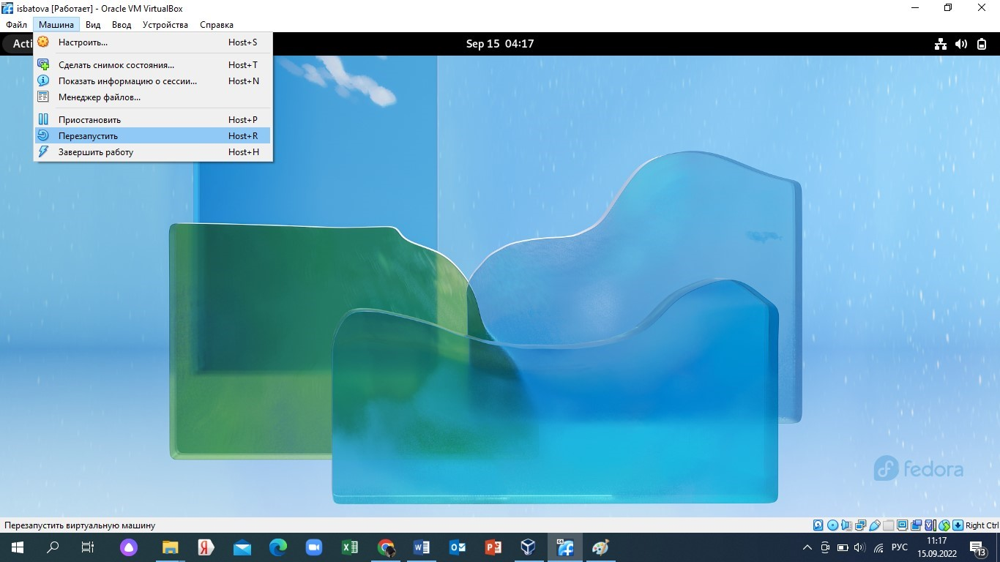 isbatova [Работает] - Oracle VM VirtualBox
Файл Машина Вид Ввод Устройства Справка
Acti
Sep 15 04:17
Настроить... Host+S
Сделать снимок состояния... Host+T
Показать информацию о сессии... Host+N
Менеджер файлов... 
Приостановить Host+P
Перезапустить Host+R
Завершить работу Host+H
fedora
Перезапустить виртуальную машину
Right Ctrl
РУС
11:17
15.09.2022
13